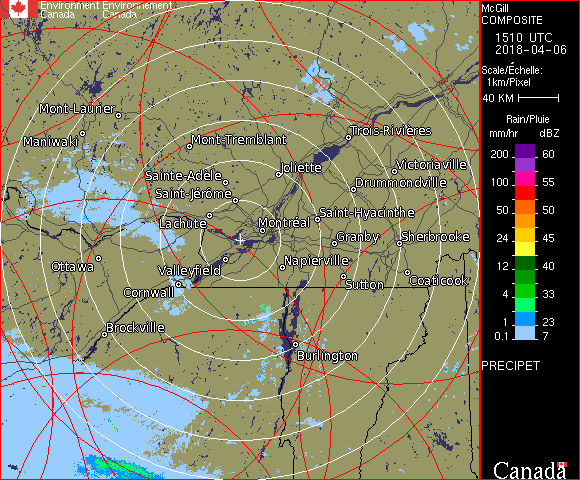 Environment Environnement
Canada Canada
McGill
COMPOSITE
1510 UTC
2018-04-06
Scale/Échelle:
1km/Pixel
40 KM
Rain/Pluie
mm/hr dBZ
200 60
150 55
100 55
50 50
24 45
12 40
4 33
1 23
0.1 7
PRECIPET
Canada
Mont-Laurier
Maniwaki
Mont-Tremblant
Trois-Rivières
Joliette
Victoriaville
Sainte-Adèle
Drummondville
Saint-Jérôme
Lachute
Saint-Hyacinthe
Montréal
Granby
Sherbrooke
Ottawa
Valleyfield
Napierville
Cornwall
Sutton
Coaticook
Brockville
Burlington